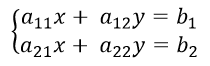 a₁₁x + a₁₂y = b₁
a₂₁x + a₂₂y = b₂